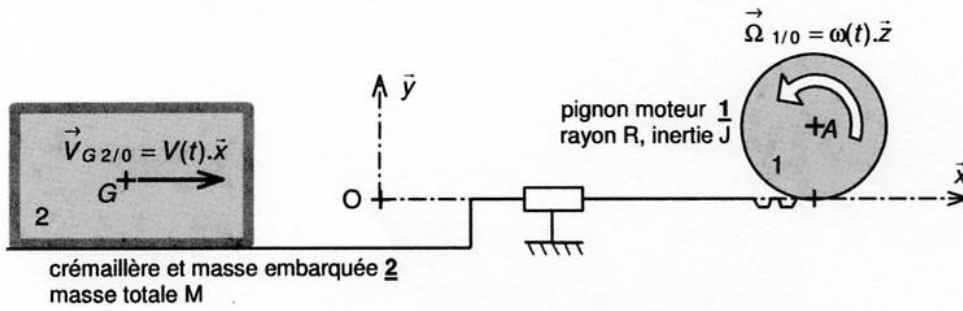 Ω⃗ 1/0 = ω(t).z⃗
y⃗
pignon moteur 1
rayon R, inertie J
A
1
V⃗ G 2/0 = V(t).x⃗
G
2
O
x⃗
crémaillère et masse embarquée 2
masse totale M